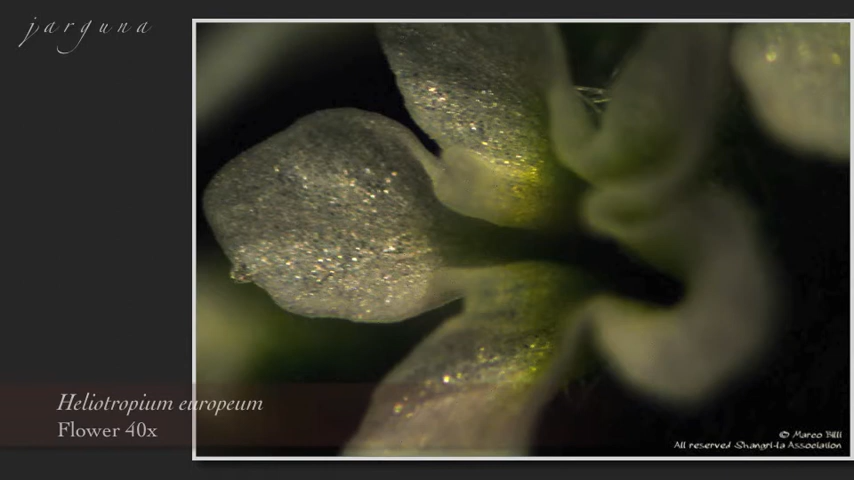 jarguna
Heliotropium europeum
Flower 40x
© Marco Billi
All reserved Shangri-la Association